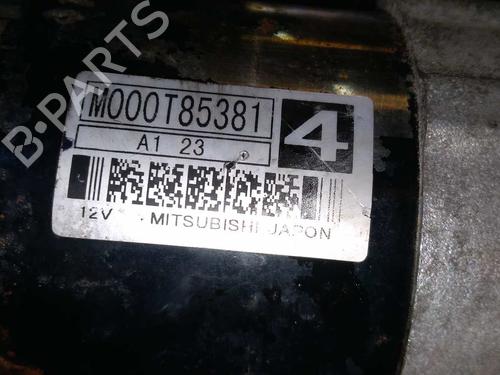 M000T85381
4
A1 23
12V
MITSUBISHI JAPON
B-PARTS